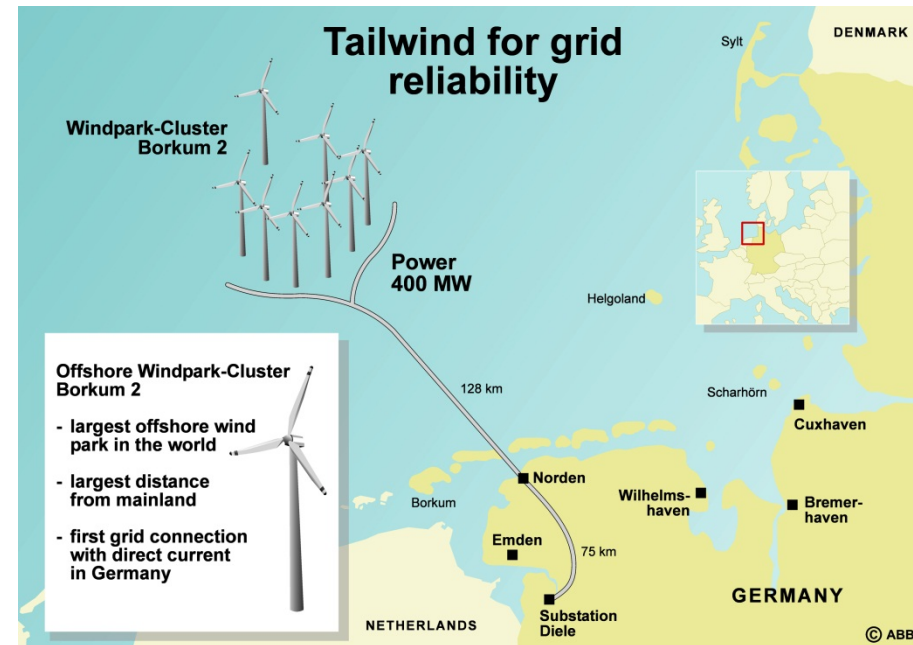 Tailwind for grid
reliability
Sylt
DENMARK
Windpark-Cluster
Borkum 2
Power
400 MW
Helgoland
Offshore Windpark-Cluster
Borkum 2
- largest offshore wind
park in the world
- largest distance
from mainland
- first grid connection
with direct current
in Germany
128 km
Scharhörn
Cuxhaven
Borkum
Norden
Wilhelms-
haven
Bremer-
haven
Emden
75 km
Substation
Diele
GERMANY
NETHERLANDS
© ABB